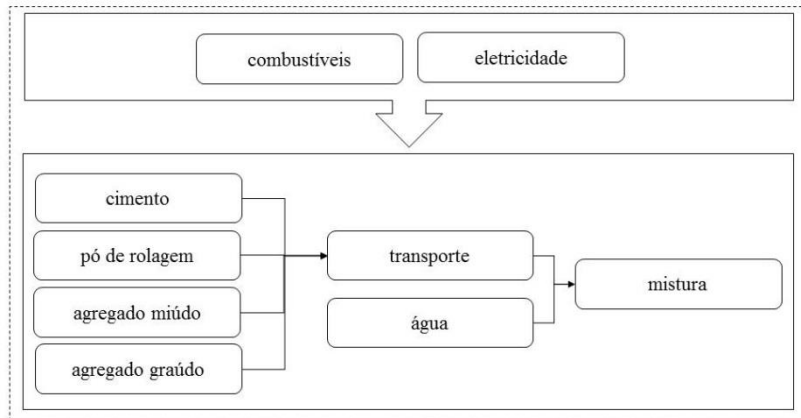 combustíveis
eletricidade
cimento
pó de rolagem
agregado miúdo
agregado graúdo
transporte
água
mistura